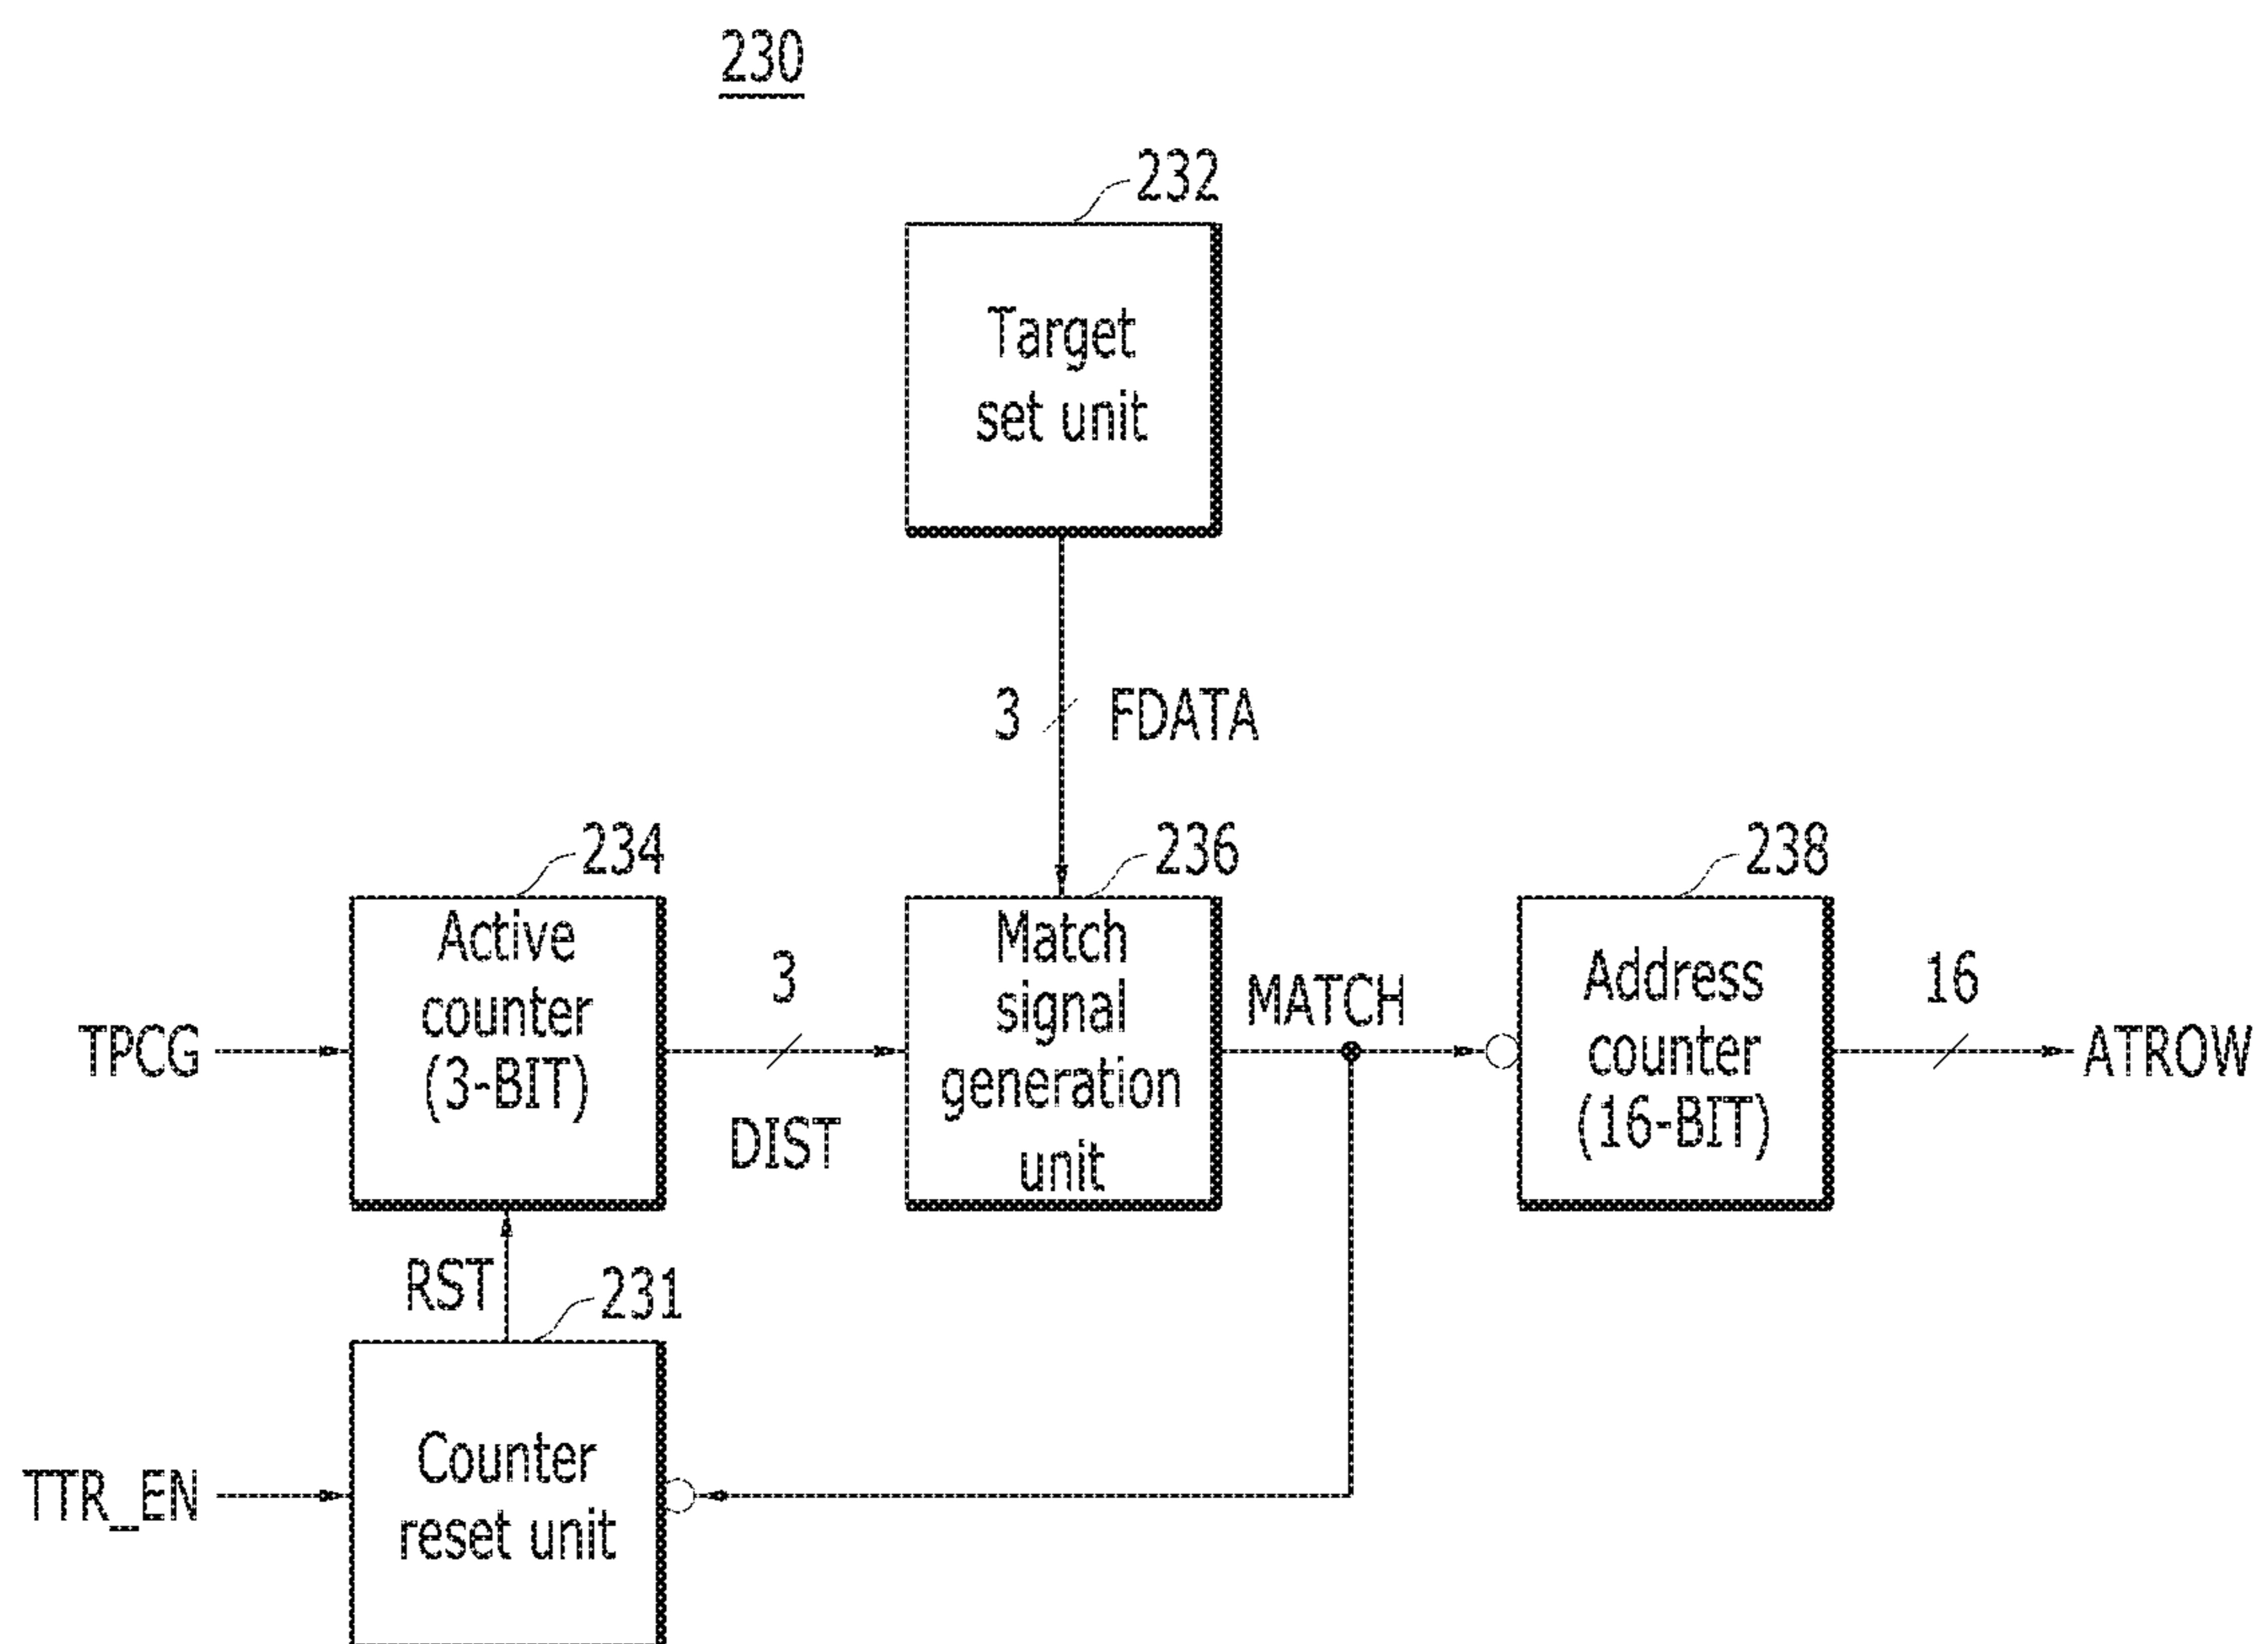 230
232
Target
set unit
3 FDATA
234
236
238
Active
counter
(3-BIT)
Match
signal
generation
unit
Address
counter
(16-BIT)
TPCG
3
DIST
MATCH
16
ATROW
RST
231
TTR_EN
Counter
reset unit